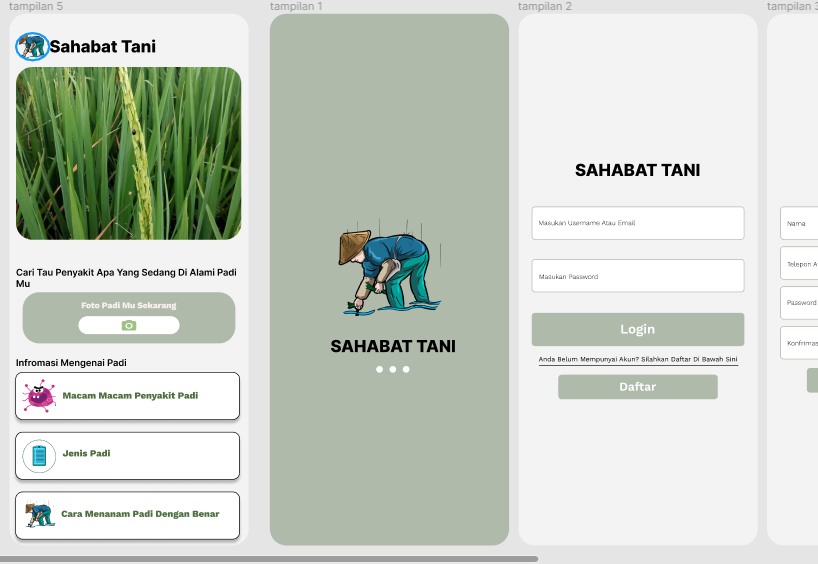 tampilan 5
Sahabat Tani
Cari Tau Penyakit Apa Yang Sedang Di Alami Padi
Mu
Foto Padi Mu Sekarang
Infromasi Mengenai Padi
Macam Macam Penyakit Padi
Jenis Padi
Cara Menanam Padi Dengan Benar
tampilan 1
SAHABAT TANI
tampilan 2
SAHABAT TANI
Masukan Username Atau Email
Masukan Password
Login
Anda Belum Mempunyai Akun? Silahkan Daftar Di Bawah Sini
Daftar
tampilan 3
Nama
Telepon A
Password
Konfrimas